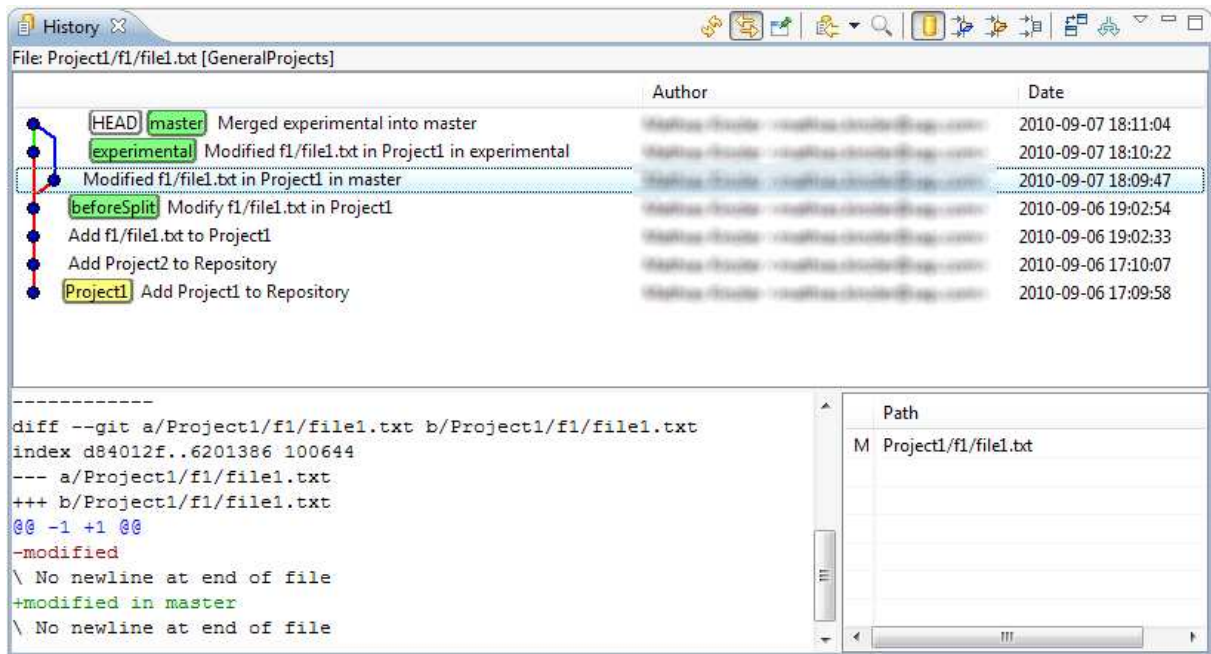 History
File: Project1/f1/file1.txt [GeneralProjects]
Author Date
HEAD master Merged experimental into master 2010-09-07 18:11:04
experimental Modified f1/file1.txt in Project1 in experimental 2010-09-07 18:10:22
Modified f1/file1.txt in Project1 in master 2010-09-07 18:09:47
beforeSplit Modify f1/file1.txt in Project1 2010-09-06 19:02:54
Add f1/file1.txt to Project1 2010-09-06 19:02:33
Add Project2 to Repository 2010-09-06 17:10:07
Project1 Add Project1 to Repository 2010-09-06 17:09:58
------------
diff --git a/Project1/f1/file1.txt b/Project1/f1/file1.txt
index d84012f..6201386 100644
--- a/Project1/f1/file1.txt
+++ b/Project1/f1/file1.txt
@@ -1 +1 @@
-modified
\ No newline at end of file
+modified in master
\ No newline at end of file
Path
M Project1/f1/file1.txt